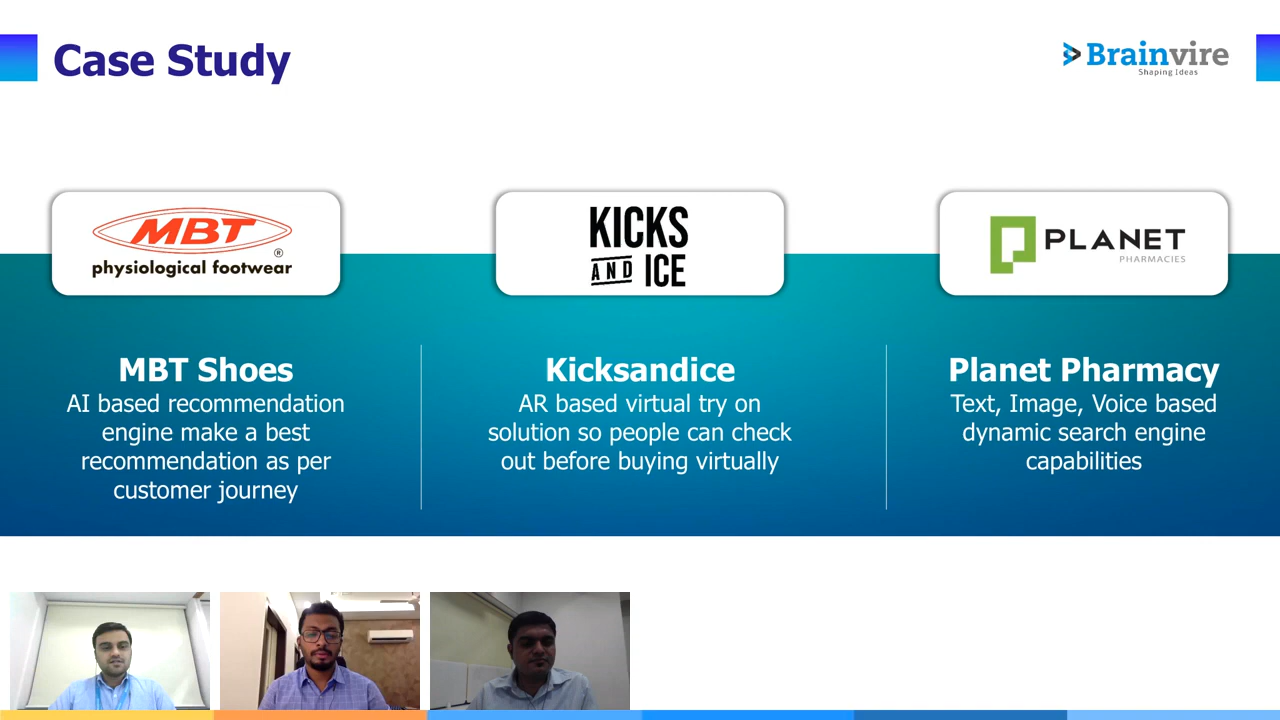 Case Study
Brainvire
Shaping Ideas
MBT
®
physiological footwear
KICKS
AND ICE
PLANET
PHARMACIES
MBT Shoes
AI based recommendation
engine make a best
recommendation as per
customer journey
Kicksandice
AR based virtual try on
solution so people can check
out before buying virtually
Planet Pharmacy
Text, Image, Voice based
dynamic search engine
capabilities